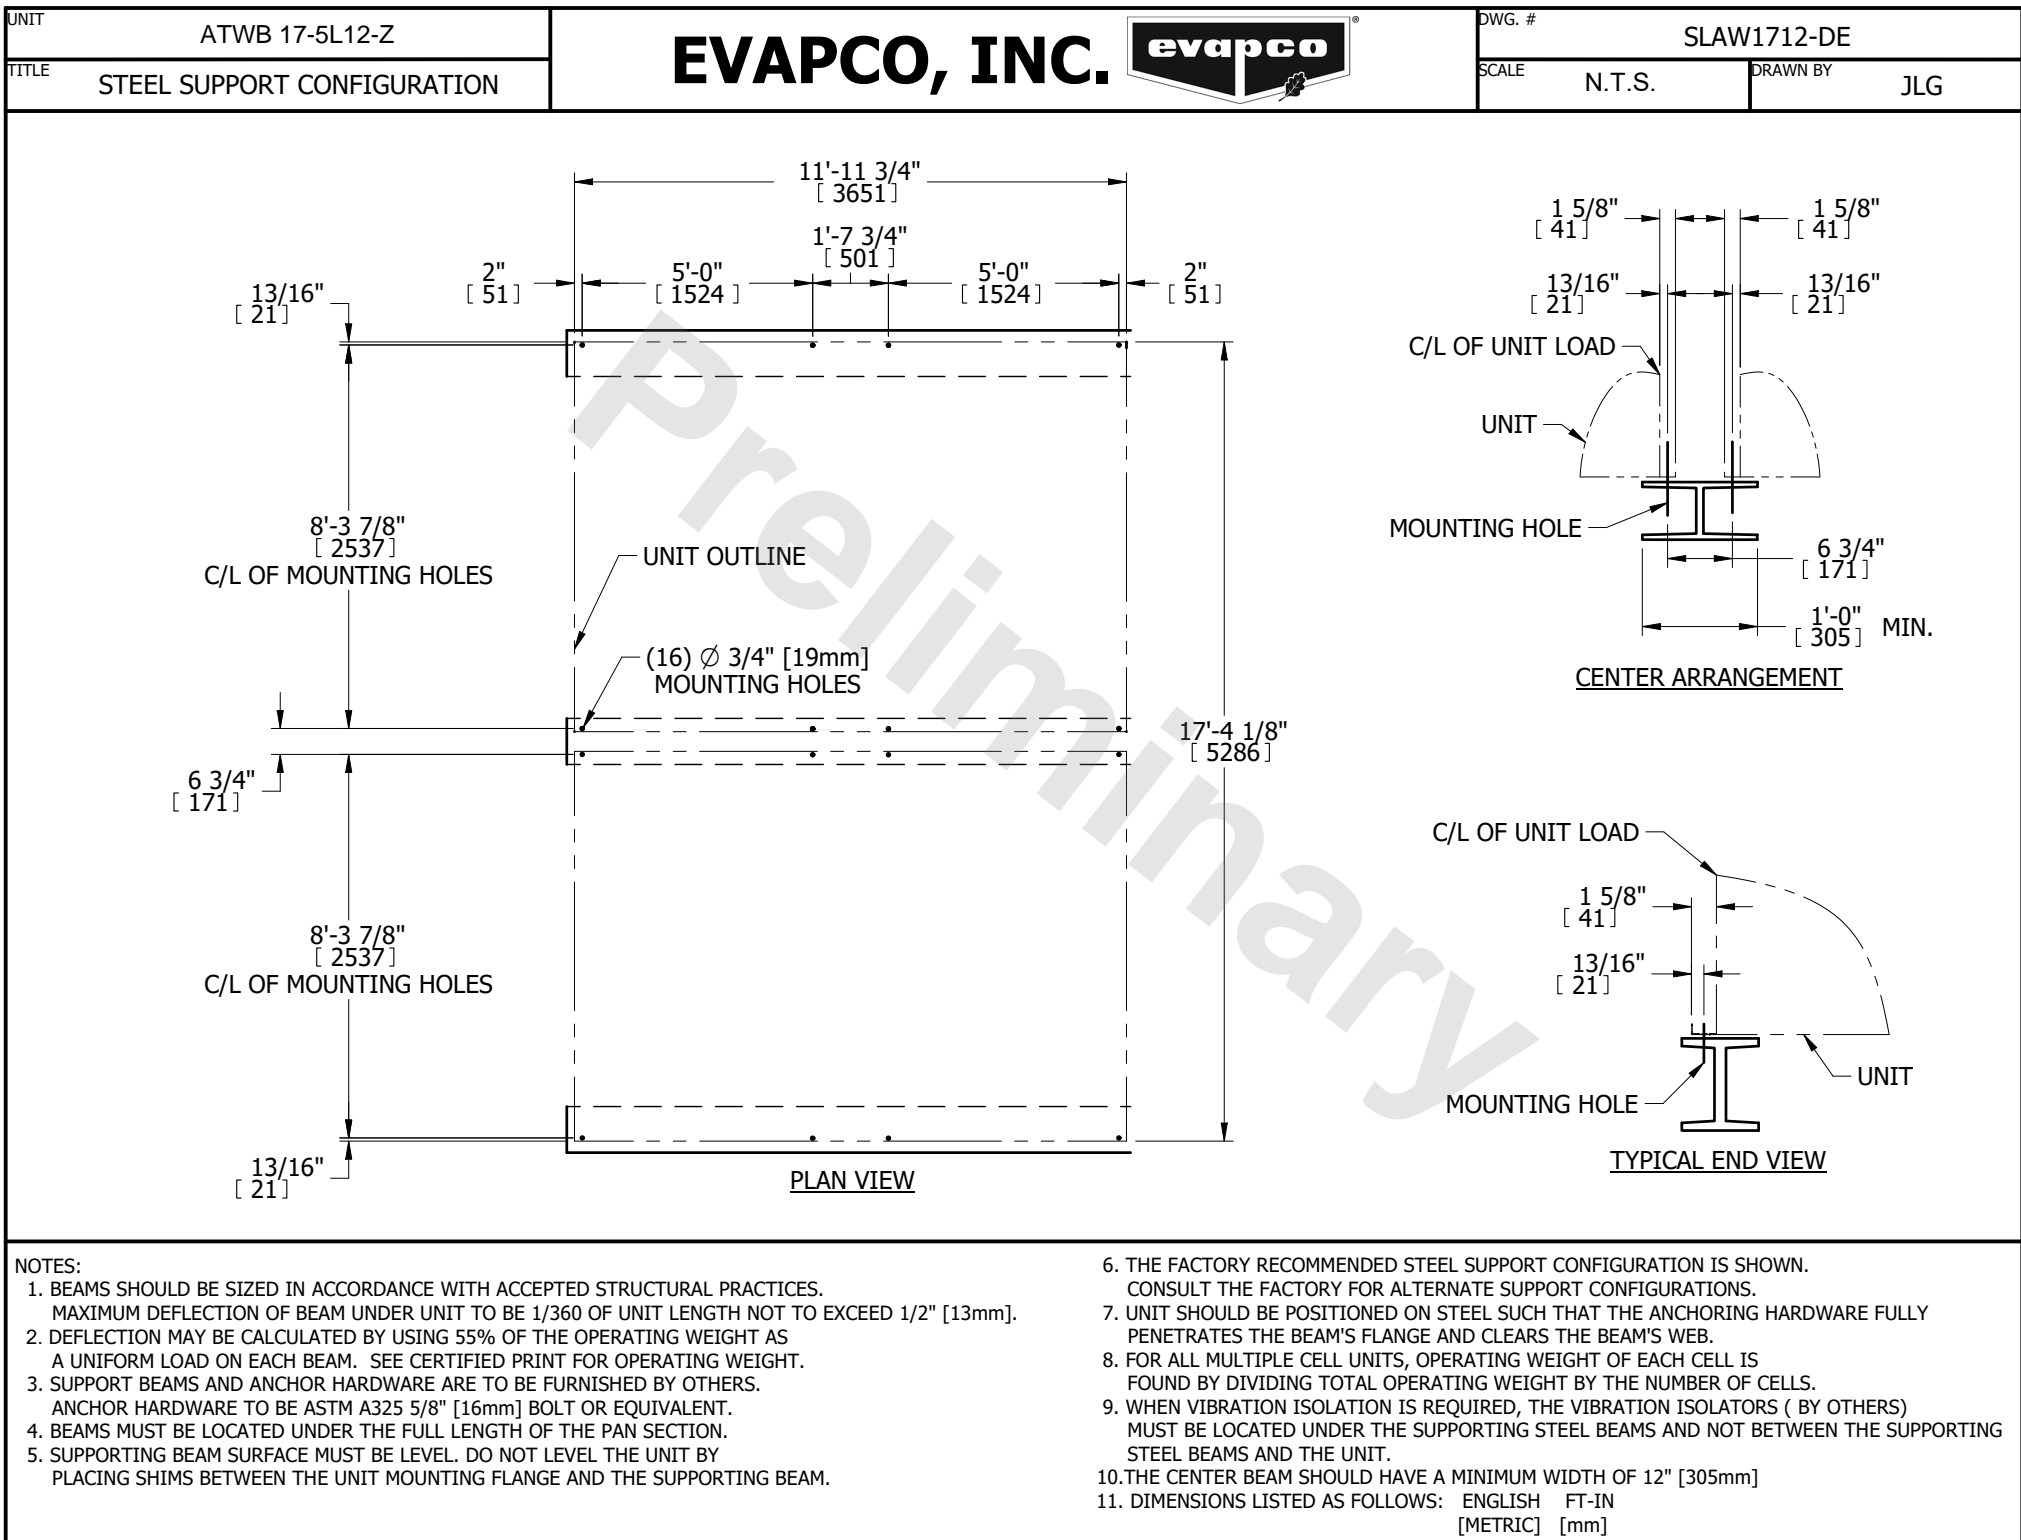 UNIT
ATWB 17-5L12-Z
TITLE
STEEL SUPPORT CONFIGURATION
EVAPCO, INC.
evapco
®
DWG. #
SLAW1712-DE
SCALE
N.T.S.
DRAWN BY
JLG
11'-11 3/4"
[ 3651 ]
1'-7 3/4"
[ 501 ]
2"
[ 51 ]
5'-0"
[ 1524 ]
5'-0"
[ 1524 ]
2"
[ 51 ]
13/16"
[ 21 ]
8'-3 7/8"
[ 2537 ]
C/L OF MOUNTING HOLES
UNIT OUTLINE
(16) Ø 3/4" [19mm]
MOUNTING HOLES
6 3/4"
[ 171 ]
17'-4 1/8"
[ 5286 ]
8'-3 7/8"
[ 2537 ]
C/L OF MOUNTING HOLES
13/16"
[ 21 ]
PLAN VIEW
Preliminary
1 5/8"
[ 41 ]
1 5/8"
[ 41 ]
13/16"
[ 21 ]
13/16"
[ 21 ]
C/L OF UNIT LOAD
UNIT
MOUNTING HOLE
6 3/4"
[ 171 ]
1'-0"
[ 305 ] MIN.
CENTER ARRANGEMENT
C/L OF UNIT LOAD
1 5/8"
[ 41 ]
13/16"
[ 21 ]
UNIT
MOUNTING HOLE
TYPICAL END VIEW
NOTES:
1. BEAMS SHOULD BE SIZED IN ACCORDANCE WITH ACCEPTED STRUCTURAL PRACTICES.
MAXIMUM DEFLECTION OF BEAM UNDER UNIT TO BE 1/360 OF UNIT LENGTH NOT TO EXCEED 1/2" [13mm].
2. DEFLECTION MAY BE CALCULATED BY USING 55% OF THE OPERATING WEIGHT AS
A UNIFORM LOAD ON EACH BEAM. SEE CERTIFIED PRINT FOR OPERATING WEIGHT.
3. SUPPORT BEAMS AND ANCHOR HARDWARE ARE TO BE FURNISHED BY OTHERS.
ANCHOR HARDWARE TO BE ASTM A325 5/8" [16mm] BOLT OR EQUIVALENT.
4. BEAMS MUST BE LOCATED UNDER THE FULL LENGTH OF THE PAN SECTION.
5. SUPPORTING BEAM SURFACE MUST BE LEVEL. DO NOT LEVEL THE UNIT BY
PLACING SHIMS BETWEEN THE UNIT MOUNTING FLANGE AND THE SUPPORTING BEAM.
6. THE FACTORY RECOMMENDED STEEL SUPPORT CONFIGURATION IS SHOWN.
CONSULT THE FACTORY FOR ALTERNATE SUPPORT CONFIGURATIONS.
7. UNIT SHOULD BE POSITIONED ON STEEL SUCH THAT THE ANCHORING HARDWARE FULLY
PENETRATES THE BEAM'S FLANGE AND CLEARS THE BEAM'S WEB.
8. FOR ALL MULTIPLE CELL UNITS, OPERATING WEIGHT OF EACH CELL IS
FOUND BY DIVIDING TOTAL OPERATING WEIGHT BY THE NUMBER OF CELLS.
9. WHEN VIBRATION ISOLATION IS REQUIRED, THE VIBRATION ISOLATORS ( BY OTHERS)
MUST BE LOCATED UNDER THE SUPPORTING STEEL BEAMS AND NOT BETWEEN THE SUPPORTING
STEEL BEAMS AND THE UNIT.
10.THE CENTER BEAM SHOULD HAVE A MINIMUM WIDTH OF 12" [305mm]
11. DIMENSIONS LISTED AS FOLLOWS: ENGLISH FT-IN
[METRIC] [mm]